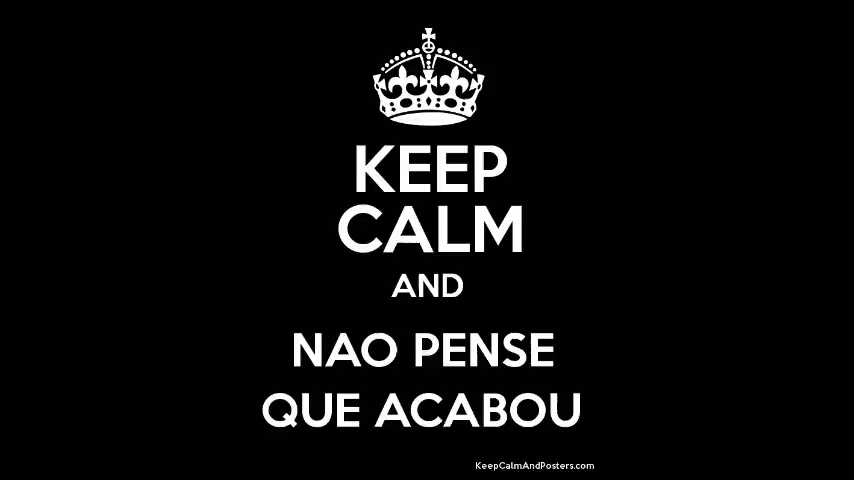 KEEP
CALM
AND
NAO PENSE
QUE ACABOU
KeepCalmAndPosters.com